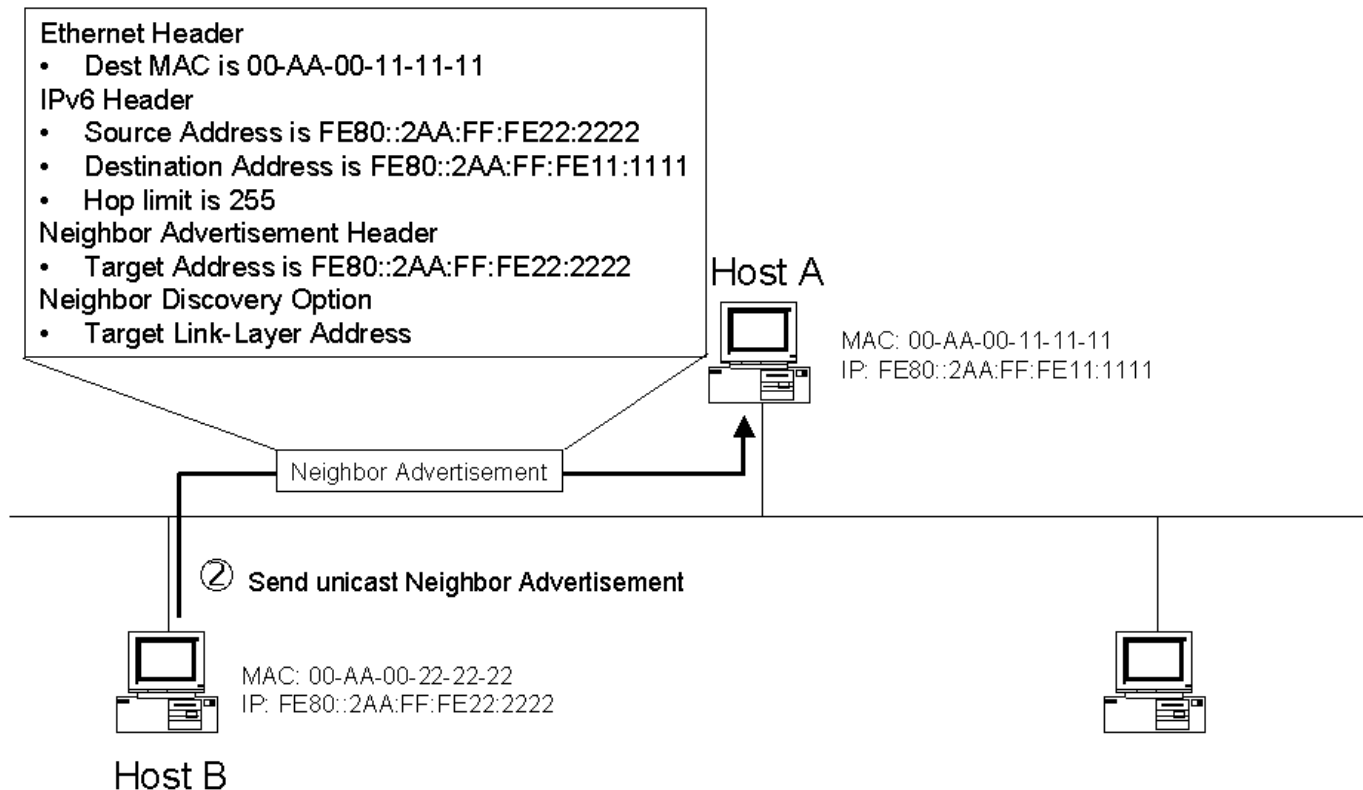 Ethernet Header
• Dest MAC is 00-AA-00-11-11-11
IPv6 Header
• Source Address is FE80::2AA:FF:FE22:2222
• Destination Address is FE80::2AA:FF:FE11:1111
• Hop limit is 255
Neighbor Advertisement Header
• Target Address is FE80::2AA:FF:FE22:2222
Neighbor Discovery Option
• Target Link-Layer Address
Host A
MAC: 00-AA-00-11-11-11
IP: FE80::2AA:FF:FE11:1111
Neighbor Advertisement
② Send unicast Neighbor Advertisement
MAC: 00-AA-00-22-22-22
IP: FE80::2AA:FF:FE22:2222
Host B